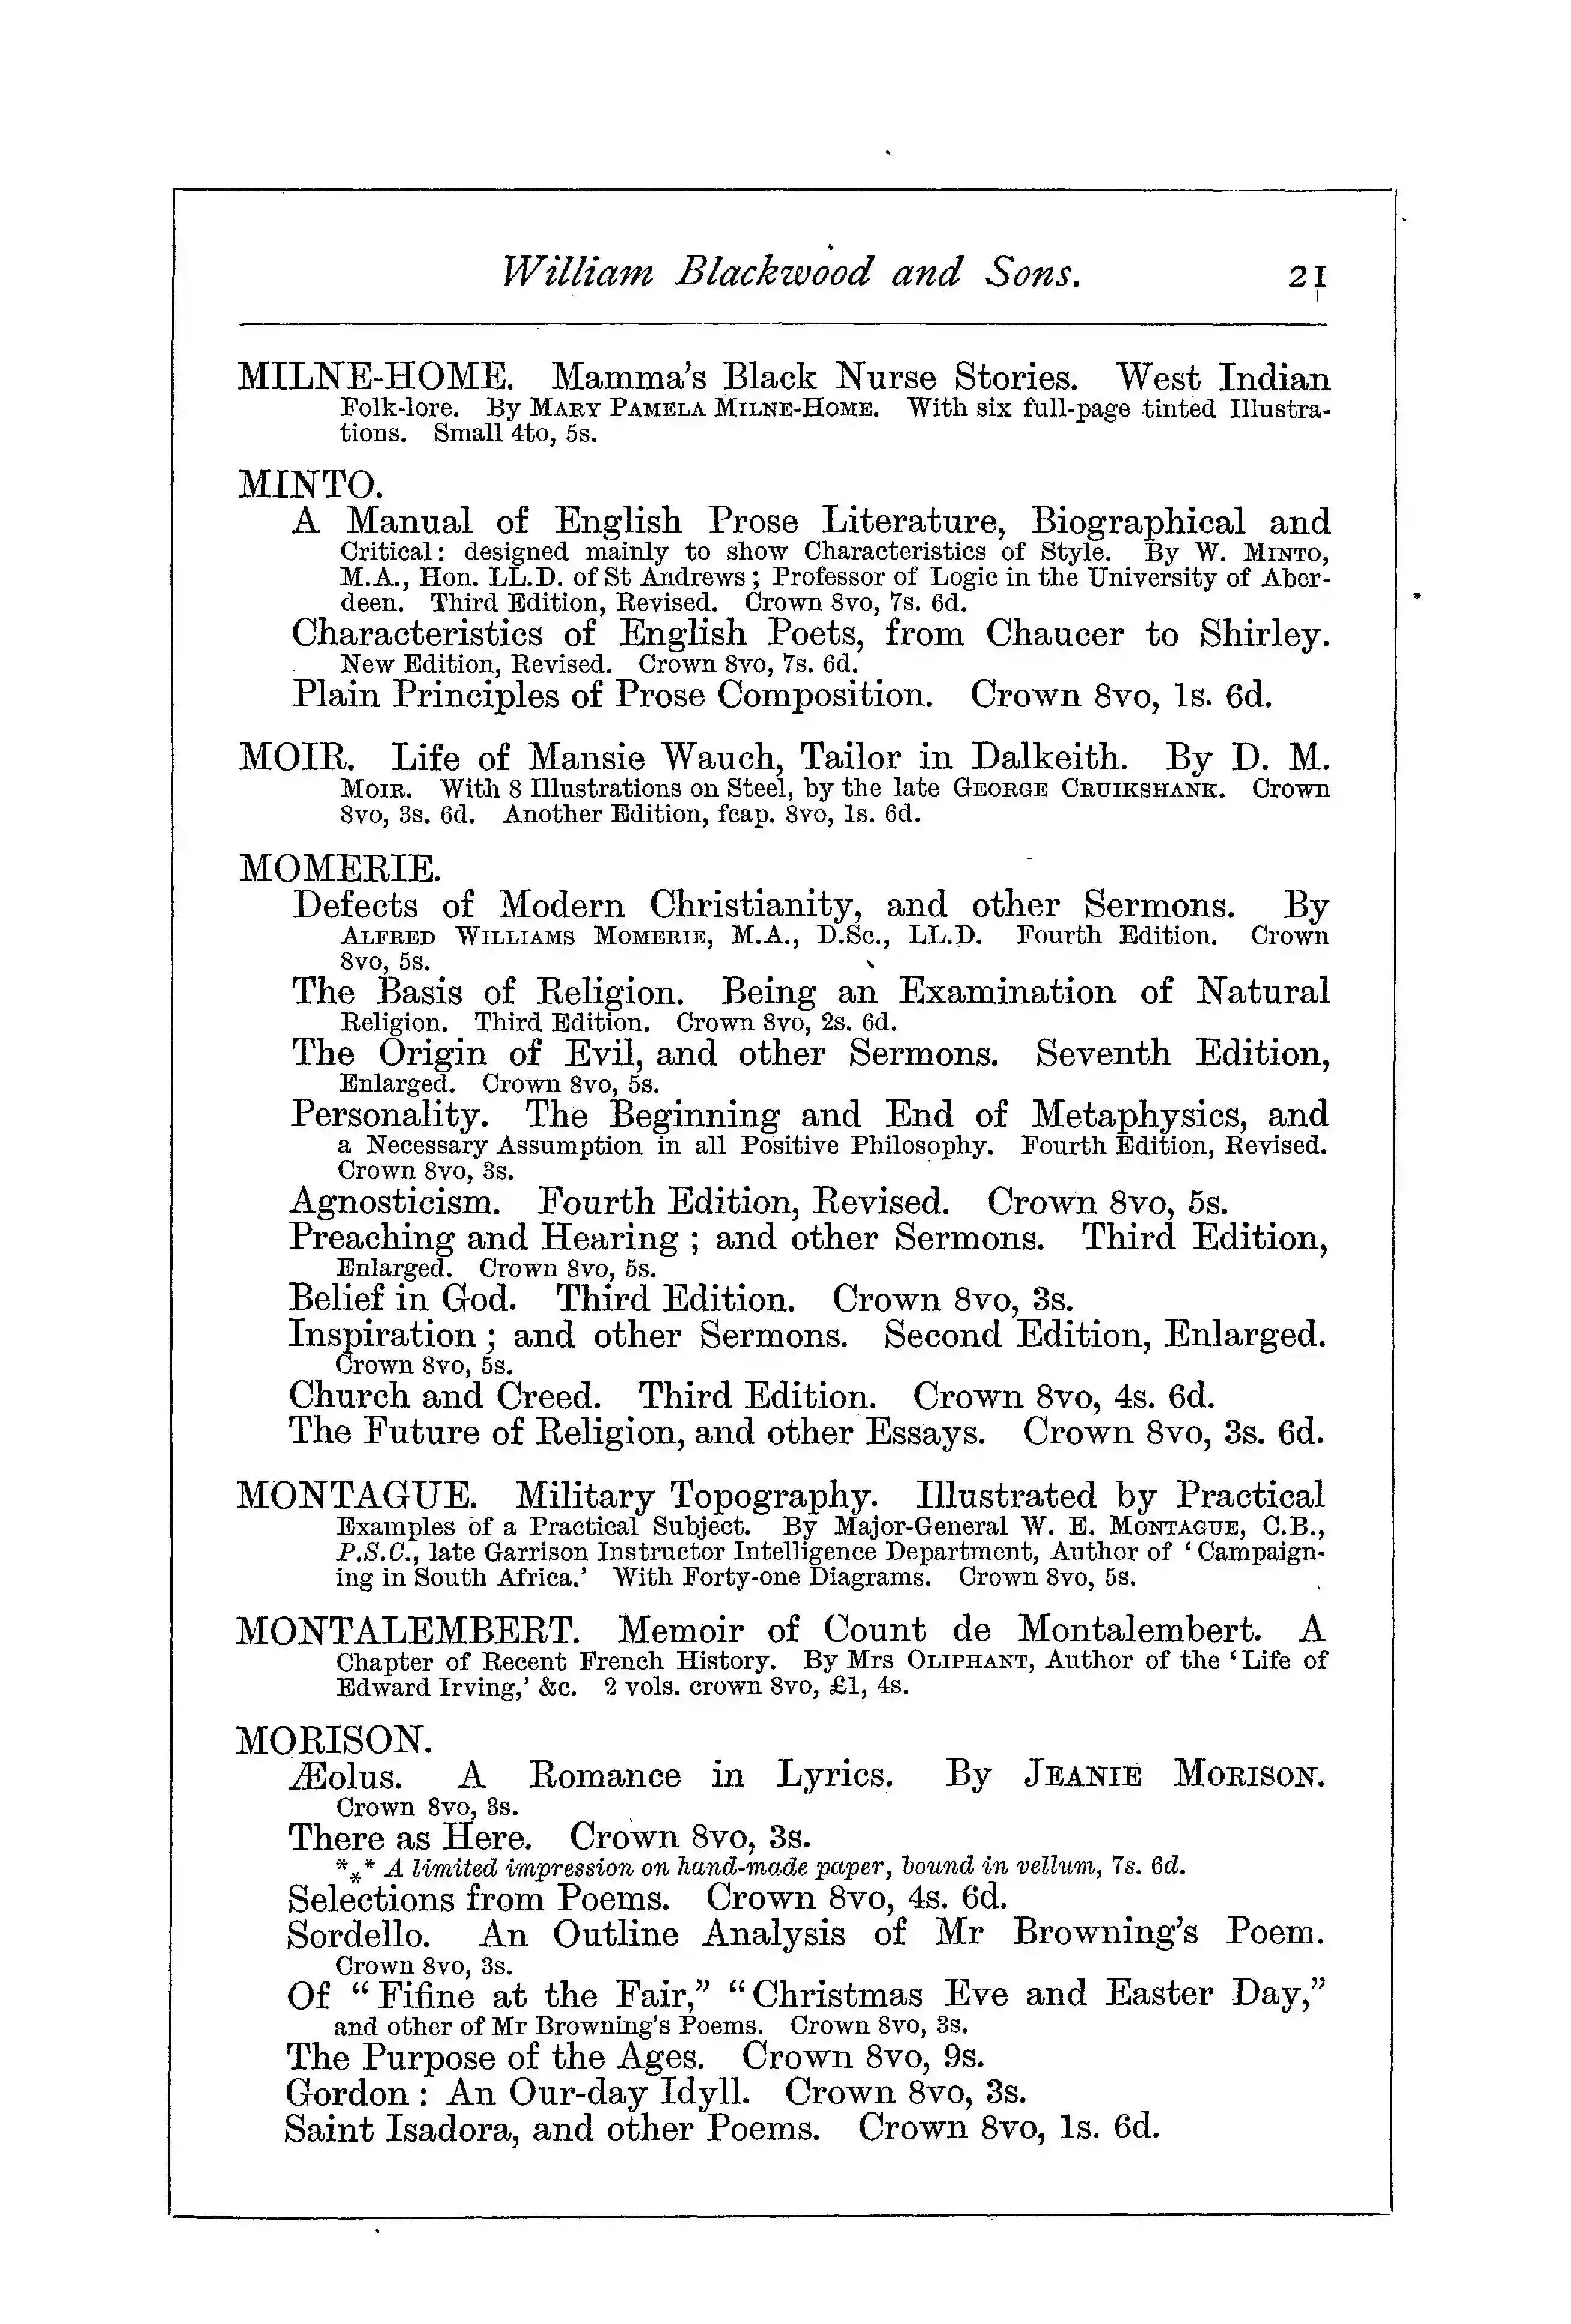 William Blackwood and Sons. 21
MILNE-HOME. Mamma's Black Nurse Stories. West Indian
Folk-lore. By MARY PAMELA MILNE-HOME. With six full-page tinted Illustra-
tions. Small 4to, 5s.
MINTO.
A Manual of English Prose Literature, Biographical and
Critical: designed mainly to show Characteristics of Style. By W. MINTO,
M.A., Hon. LL.D. of St Andrews; Professor of Logic in the University of Aber-
deen. Third Edition, Revised. Crown 8vo, 7s. 6d.
Characteristics of English Poets, from Chaucer to Shirley.
New Edition, Revised. Crown 8vo, 7s. 6d.
Plain Principles of Prose Composition. Crown 8vo, 1s. 6d.
MOIR. Life of Mansie Wauch, Tailor in Dalkeith. By D. M.
MOIR. With 8 Illustrations on Steel, by the late GEORGE CRUIKSHANK. Crown
8vo, 3s. 6d. Another Edition, fcap. 8vo, 1s. 6d.
MOMERIE.
Defects of Modern Christianity, and other Sermons. By
ALFRED WILLIAMS MOMERIE, M.A., D.Sc., LL.D. Fourth Edition. Crown
8vo, 5s.
The Basis of Religion. Being an Examination of Natural
Religion. Third Edition. Crown 8vo, 2s. 6d.
The Origin of Evil, and other Sermons. Seventh Edition,
Enlarged. Crown 8vo, 5s.
Personality. The Beginning and End of Metaphysics, and
a Necessary Assumption in all Positive Philosophy. Fourth Edition, Revised.
Crown 8vo, 3s.
Agnosticism. Fourth Edition, Revised. Crown 8vo, 5s.
Preaching and Hearing; and other Sermons. Third Edition,
Enlarged. Crown 8vo, 5s.
Belief in God. Third Edition. Crown 8vo, 3s.
Inspiration; and other Sermons. Second Edition, Enlarged.
Crown 8vo, 5s.
Church and Creed. Third Edition. Crown 8vo, 4s. 6d.
The Future of Religion, and other Essays. Crown 8vo, 3s. 6d.
MONTAGUE. Military Topography. Illustrated by Practical
Examples of a Practical Subject. By Major-General W. E. MONTAGUE, C.B.,
P.S.C., late Garrison Instructor Intelligence Department, Author of 'Campaign-
ing in South Africa.' With Forty-one Diagrams. Crown 8vo, 5s.
MONTALEMBERT. Memoir of Count de Montalembert. A
Chapter of Recent French History. By Mrs OLIPHANT, Author of the 'Life of
Edward Irving,' &c. 2 vols. crown 8vo, £1, 4s.
MORISON.
Æolus. A Romance in Lyrics. By JEANIE MORISON.
Crown 8vo, 3s.
There as Here. Crown 8vo, 3s.
*** A limited impression on hand-made paper, bound in vellum, 7s. 6d.
Selections from Poems. Crown 8vo, 4s. 6d.
Sordello. An Outline Analysis of Mr Browning's Poem.
Crown 8vo, 3s.
Of "Fifine at the Fair," "Christmas Eve and Easter Day,"
and other of Mr Browning's Poems. Crown 8vo, 3s.
The Purpose of the Ages. Crown 8vo, 9s.
Gordon: An Our-day Idyll. Crown 8vo, 3s.
Saint Isadora, and other Poems. Crown 8vo, 1s. 6d.